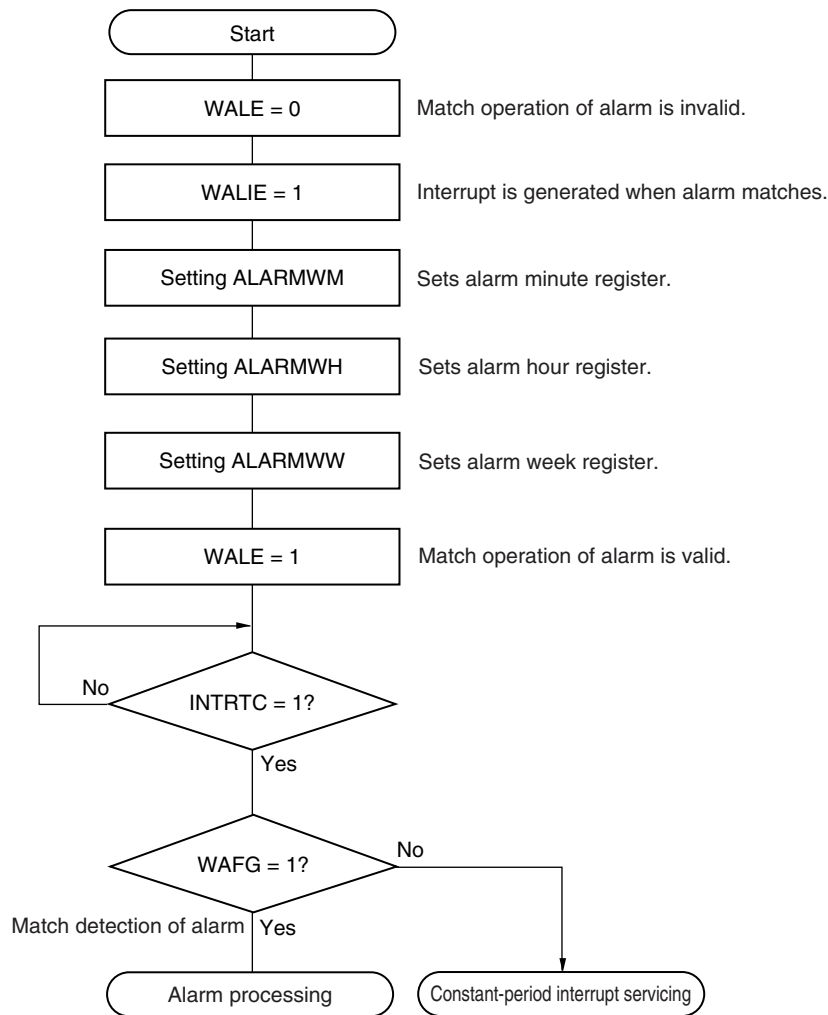 Start
WALE = 0
Match operation of alarm is invalid.
WALIE = 1
Interrupt is generated when alarm matches.
Setting ALARMWM
Sets alarm minute register.
Setting ALARMWH
Sets alarm hour register.
Setting ALARMWW
Sets alarm week register.
WALE = 1
Match operation of alarm is valid.
No
INTRTC = 1?
Yes
WAFG = 1?
No
Match detection of alarm
Yes
Alarm processing
Constant-period interrupt servicing